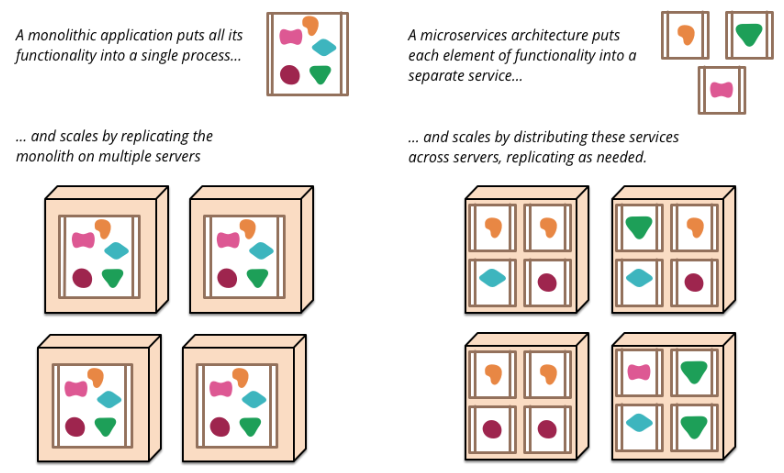 A monolithic application puts all its
functionality into a single process...
... and scales by replicating the
monolith on multiple servers
A microservices architecture puts
each element of functionality into a
separate service...
... and scales by distributing these services
across servers, replicating as needed.